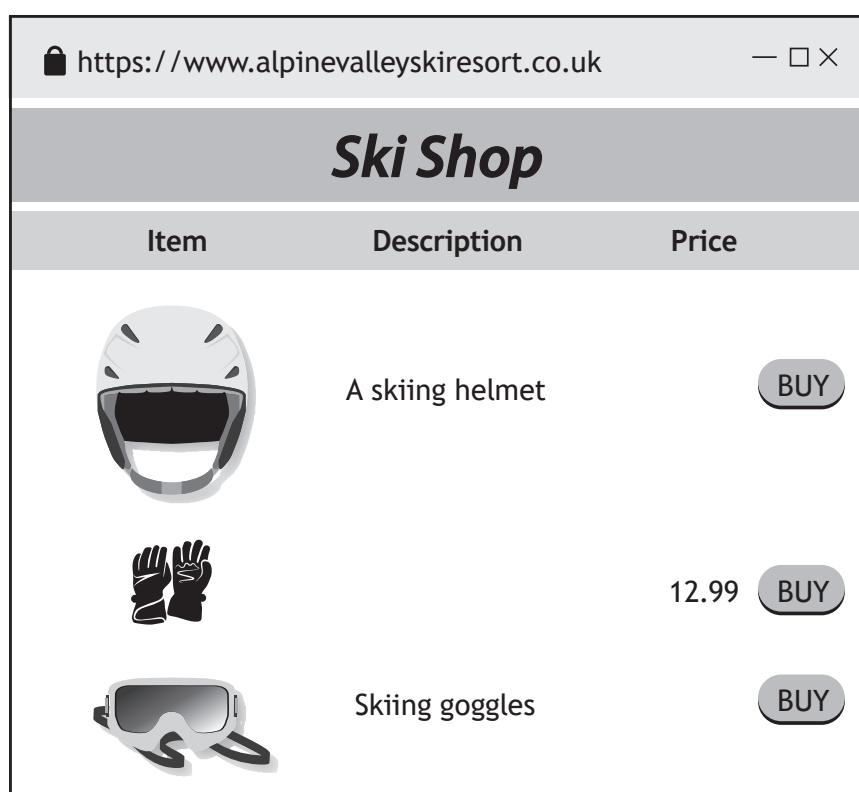 https://www.alpinevalleyskiresort.co.uk
Ski Shop
Item Description Price
A skiing helmet BUY
12.99 BUY
Skiing goggles BUY